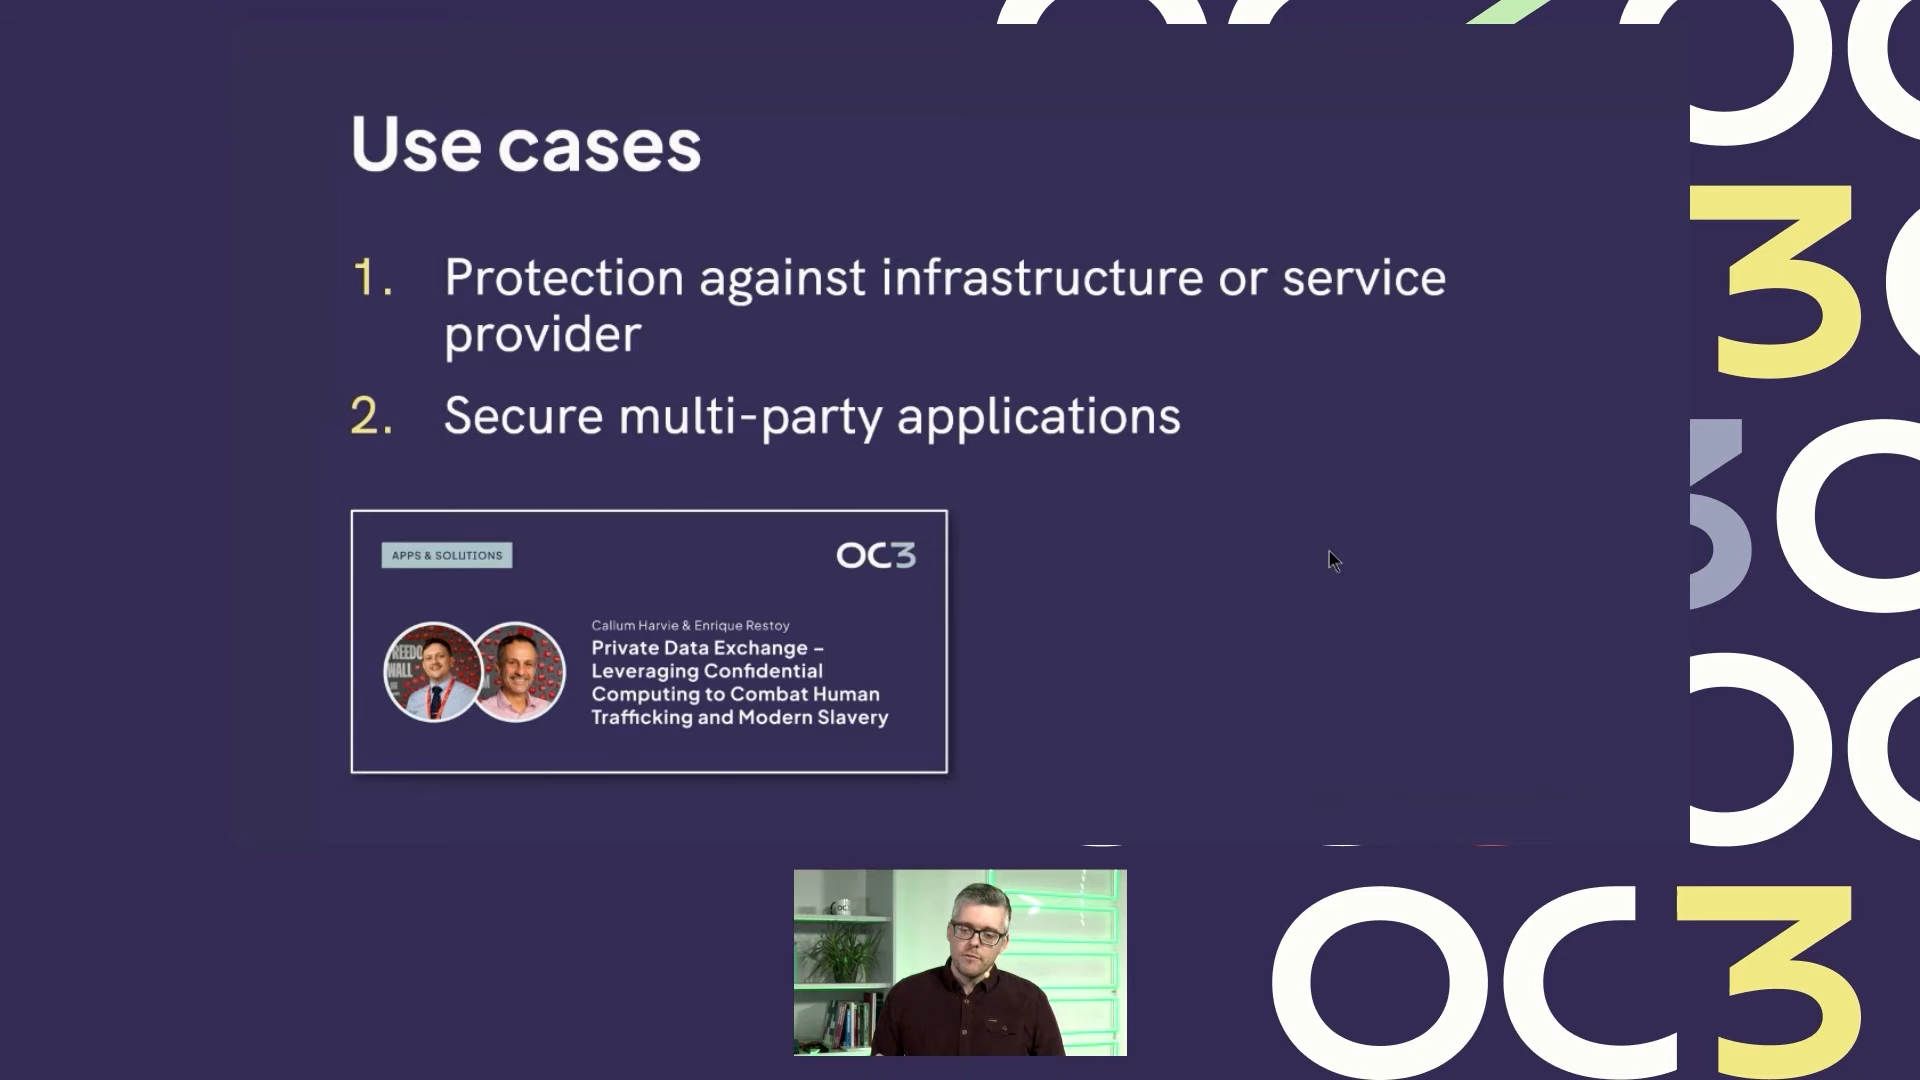 Use cases
1. Protection against infrastructure or service
provider
2. Secure multi-party applications
APPS & SOLUTIONS
OC3
Callum Harvie & Enrique Restoy
Private Data Exchange –
Leveraging Confidential
Computing to Combat Human
Trafficking and Modern Slavery
OC3